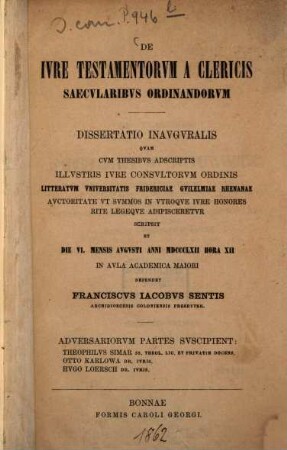 J. can. P. 946 L
DE
IVRE TESTAMENTORVM A CLERICIS
SAECVLARIBVS ORDINANDORVM
DISSERTATIO INAVGVRALIS
QVAM
CVM THESIBVS ADSCRIPTIS
ILLVSTRIS IVRE CONSVLTORVM ORDINIS
LITTERATVM VNIVERSITATIS FRIDERICIAE GVILELMIAE RHENANAE
AVCTORITATE VT SVMMOS IN VTROQVE IVRE HONORES
RITE LEGEQVE ADIPISCERETVR
SCRIPSIT
ET
DIE VI. MENSIS AVGVSTI ANNI MDCCCLXII HORA XII
IN AVLA ACADEMICA MAIORI
DEFENDET
FRANCISCVS IACOBVS SENTIS
ARCHIDIOECESIS COLONIENSIS PRESBYTER.
ADVERSARIORVM PARTES SVSCIPIENT:
THEOPHILVS SIMAR SS. THEOL. LIC. ET PRIVATIM DOCENS.
OTTO KARLOWA DR. IVRIS.
HVGO LOERSCH DR. IVRIS.
BONNAE
FORMIS CAROLI GEORGI.
1862